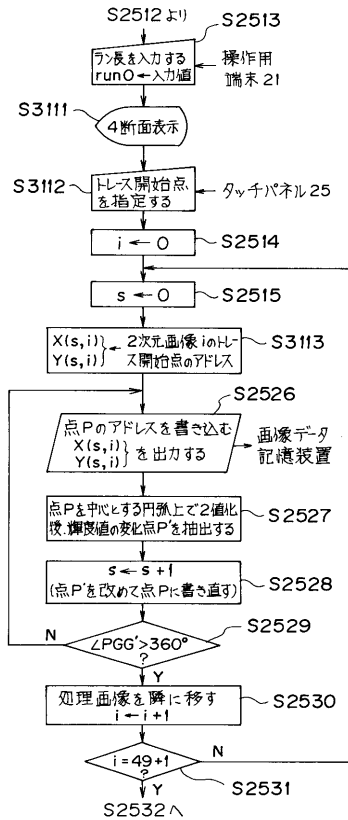 S2512より
S2513
ラン長を入力する
run0←入力値
操作用
端末21
S3111
4断面表示
S3112
トレース開始点
を指定する
タッチパネル25
i ← 0
S2514
s ← 0
S2515
X(s,i)
Y(s,i)
}←2次元画像iのトレー
ス開始点のアドレス
S3113
S2526
点Pのアドレスを書き込む
X(s,i)
Y(s,i)
}を出力する
画像データ
記憶装置
点Pを中心とする円弧上で2値化
後、輝度値の変化点P'を抽出する
S2527
s ← s+1
(点P'を改めて点Pに書き直す)
S2528
S2529
N
∠PGG'>360°
?
Y
処理画像を隣に移す
i ← i+1
S2530
N
i=49+1
?
S2531
Y
S2532へ